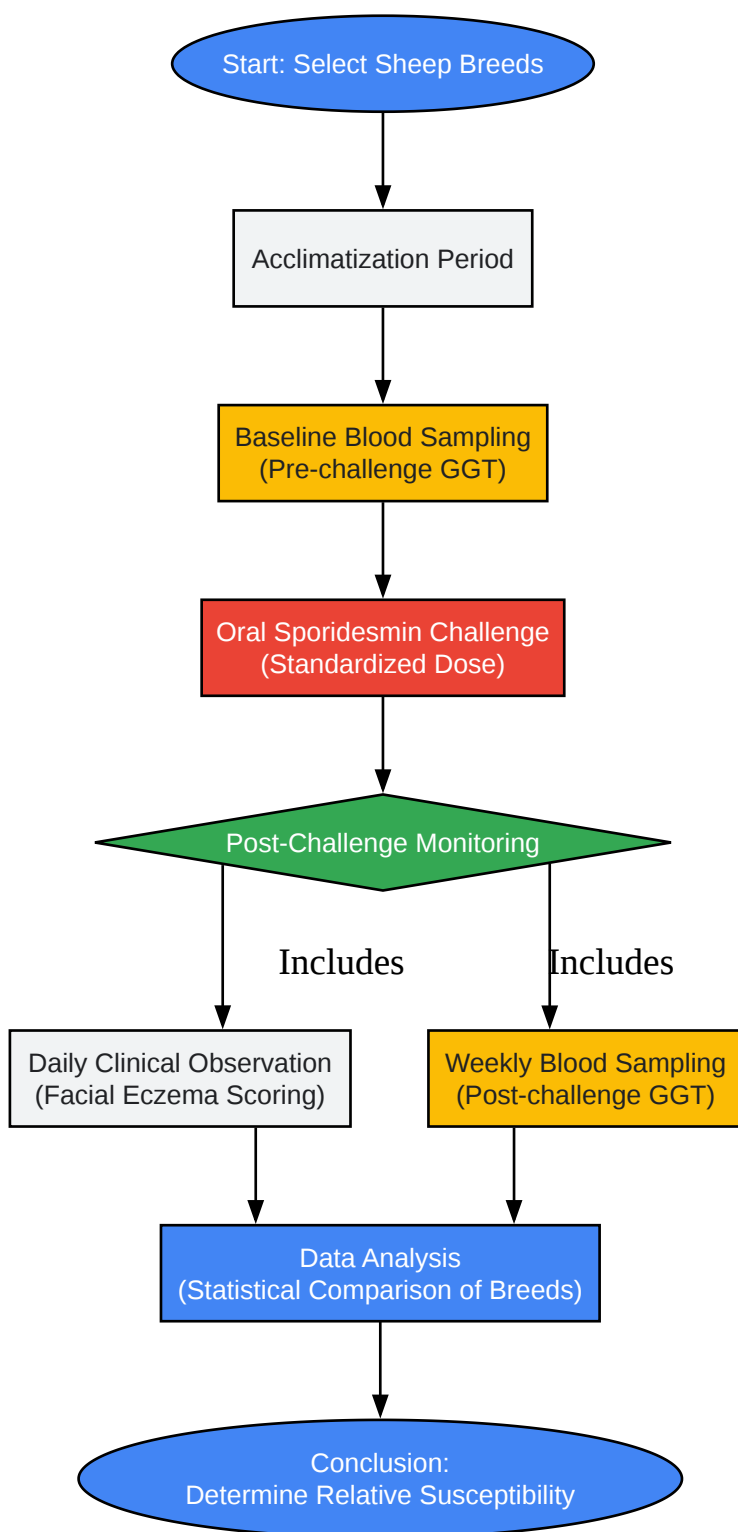 Start: Select Sheep Breeds
Acclimatization Period
Baseline Blood Sampling
(Pre-challenge GGT)
Oral Sporidesmin Challenge
(Standardized Dose)
Post-Challenge Monitoring
Includes
Includes
Daily Clinical Observation
(Facial Eczema Scoring)
Weekly Blood Sampling
(Post-challenge GGT)
Data Analysis
(Statistical Comparison of Breeds)
Conclusion:
Determine Relative Susceptibility